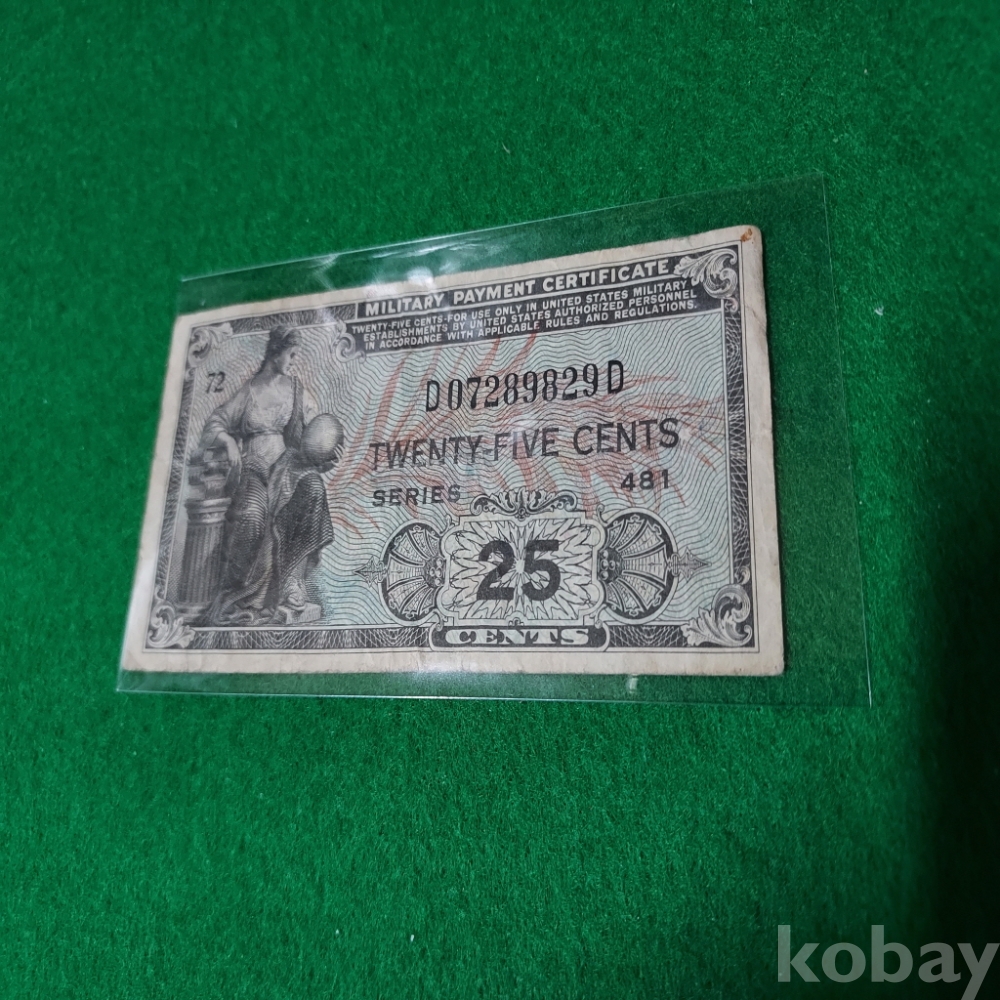 MILITARY PAYMENT CERTIFICATE
TWENTY-FIVE CENTS-FOR USE ONLY IN UNITED STATES MILITARY
ESTABLISHMENTS BY UNITED STATES AUTHORIZED PERSONNEL
IN ACCORDANCE WITH APPLICABLE RULES AND REGULATIONS.
72
D07289829D
TWENTY-FIVE CENTS
SERIES 481
25
CENTS
kobay